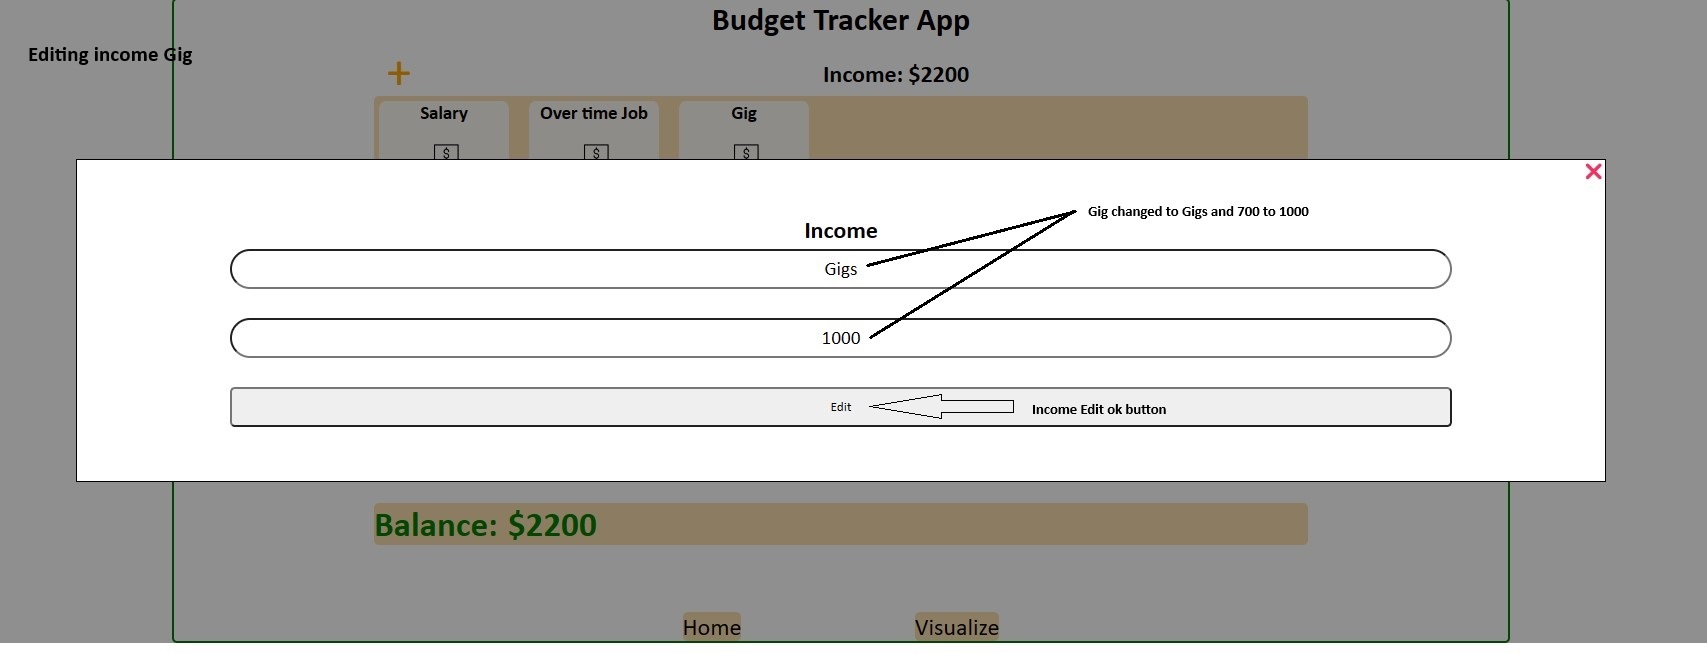 Budget Tracker App
Editing income Gig
Income: $2200
Salary
Over time Job
Gig
$
$
$
Gig changed to Gigs and 700 to 1000
Income
Gigs
1000
Edit
Income Edit ok button
Balance: $2200
Home
Visualize